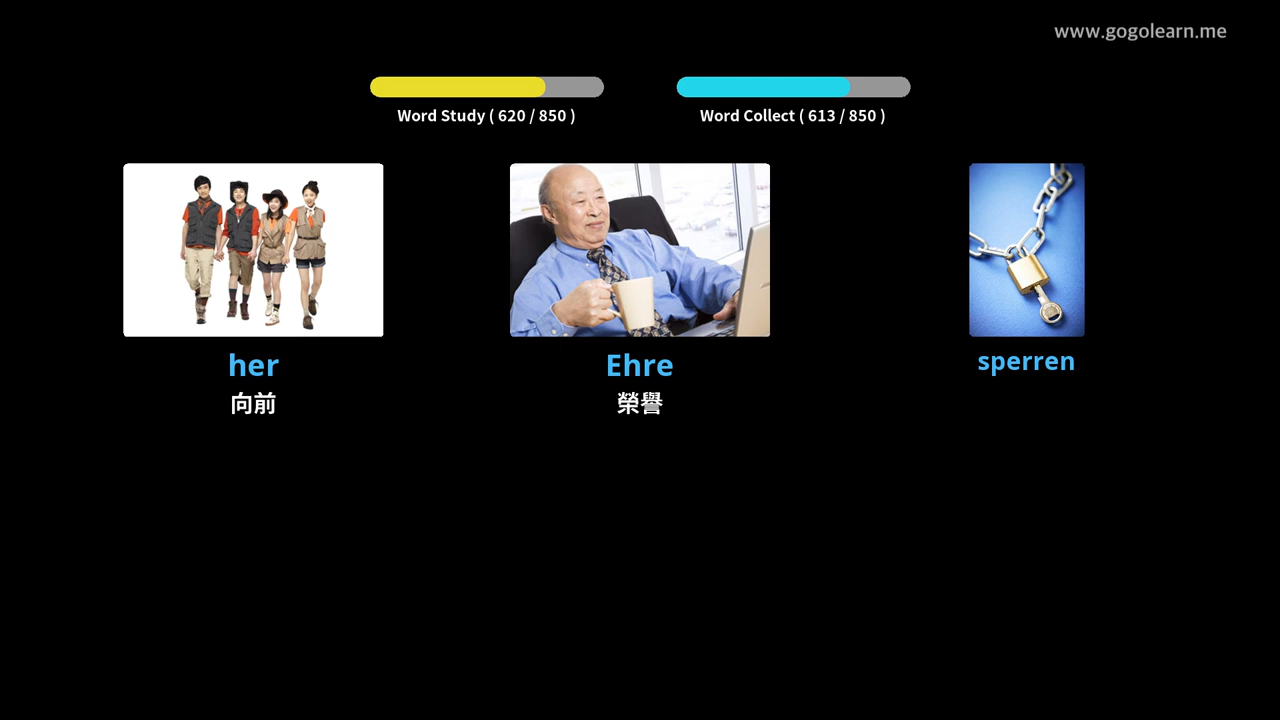 www.gogolearn.me
Word Study ( 620 / 850 )
Word Collect ( 613 / 850 )
her
向前
Ehre
榮譽
sperren